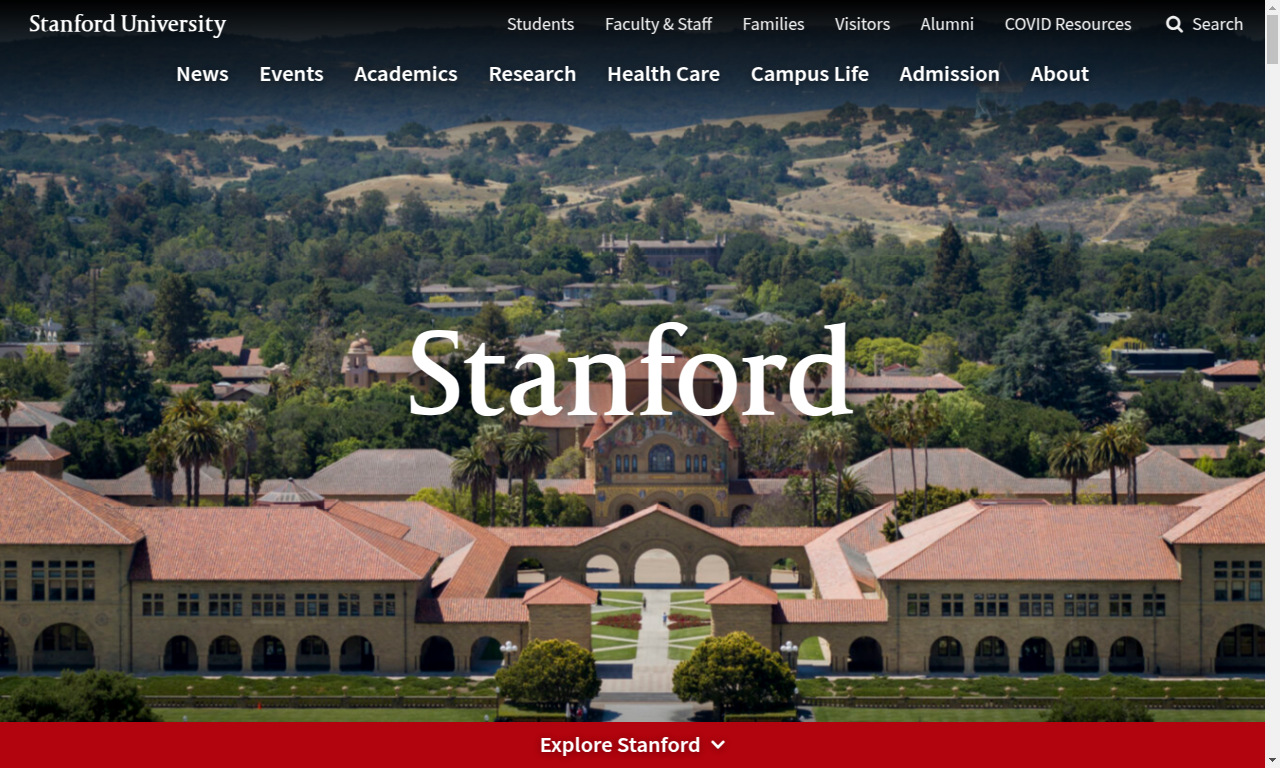 Stanford University
Students Faculty & Staff Families Visitors Alumni COVID Resources Search
News Events Academics Research Health Care Campus Life Admission About
Stanford
Explore Stanford